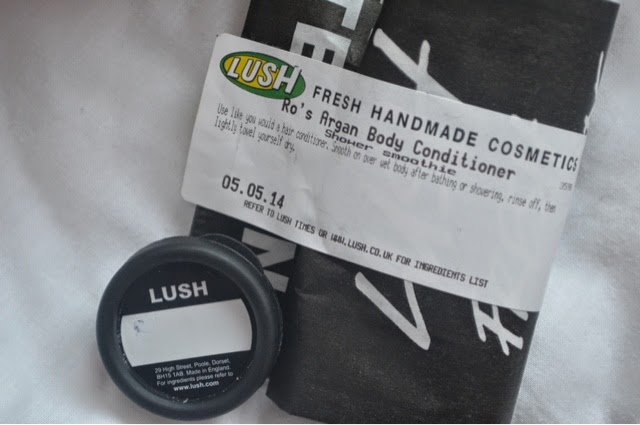 LUSH
FRESH HANDMADE COSMETICS
Ro's Argan Body Conditioner
Shower smoothie
Use like you would a hair conditioner. Smooth on over wet body after bathing or showering, rinse off, then
lightly towel yourself dry.
05.05.14
REFER TO LUSH TIMES OR WWW.LUSH.CO.UK FOR INGREDIENTS LIST
LUSH
29 High Street, Poole, Dorset,
BH15 1AB Made in England.
For ingredients please refer to
www.lush.com